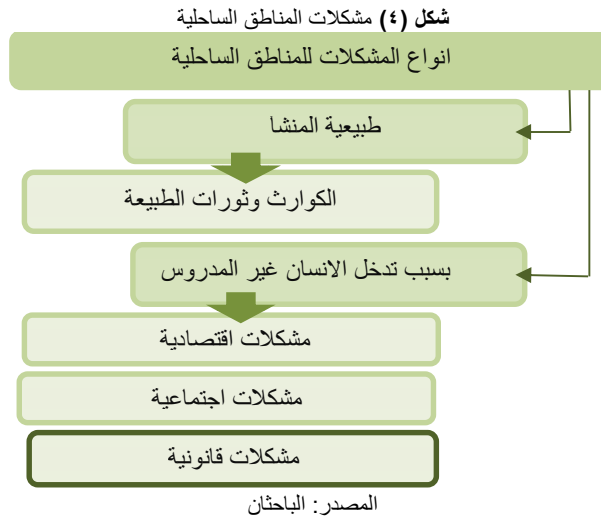 شكل (٤) مشكلات المناطق الساحلية
انواع المشكلات للمناطق الساحلية
طبيعية المنشا
الكوارث وثورات الطبيعة
بسبب تدخل الانسان غير المدروس
مشكلات اقتصادية
مشكلات اجتماعية
مشكلات قانونية
المصدر: الباحثان